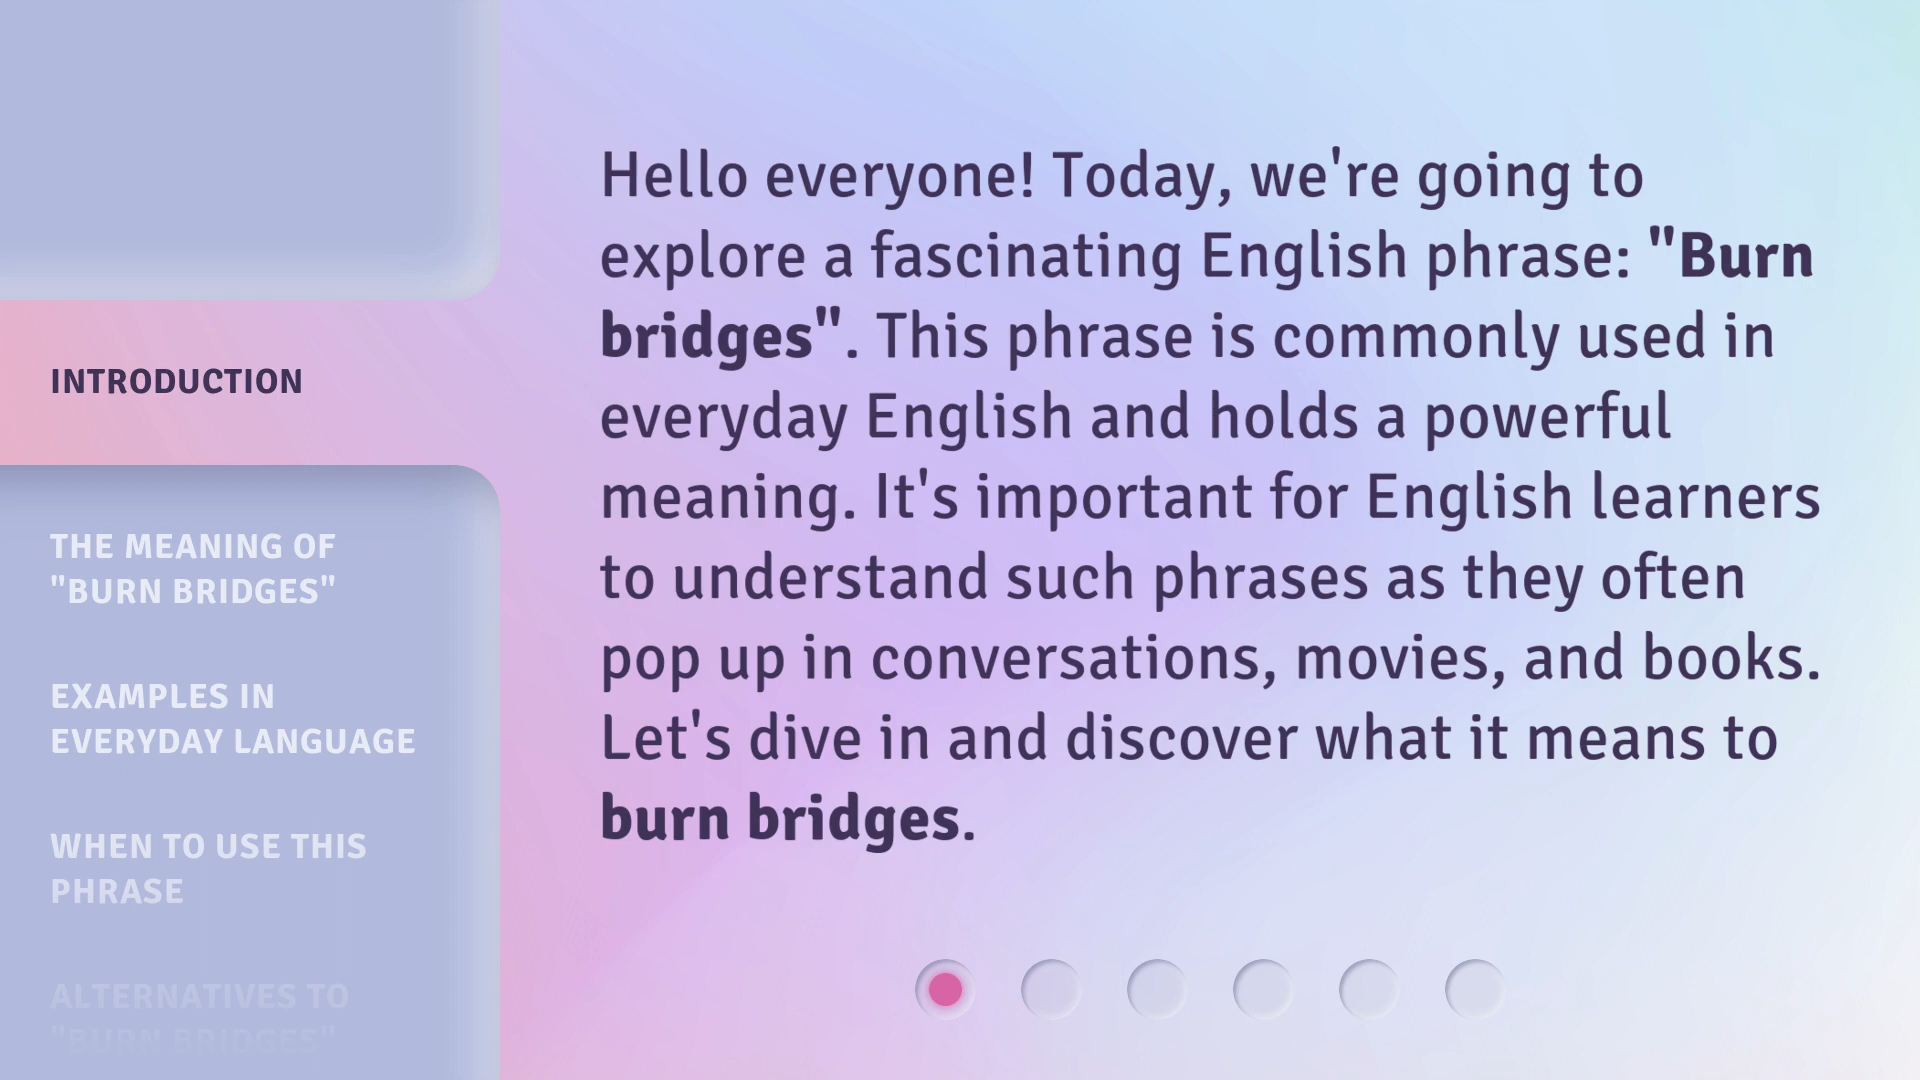 INTRODUCTION
THE MEANING OF
"BURN BRIDGES"
EXAMPLES IN
EVERYDAY LANGUAGE
WHEN TO USE THIS
PHRASE
ALTERNATIVES TO
"BURN BRIDGES"
Hello everyone! Today, we're going to
explore a fascinating English phrase: "Burn
bridges". This phrase is commonly used in
everyday English and holds a powerful
meaning. It's important for English learners
to understand such phrases as they often
pop up in conversations, movies, and books.
Let's dive in and discover what it means to
burn bridges.